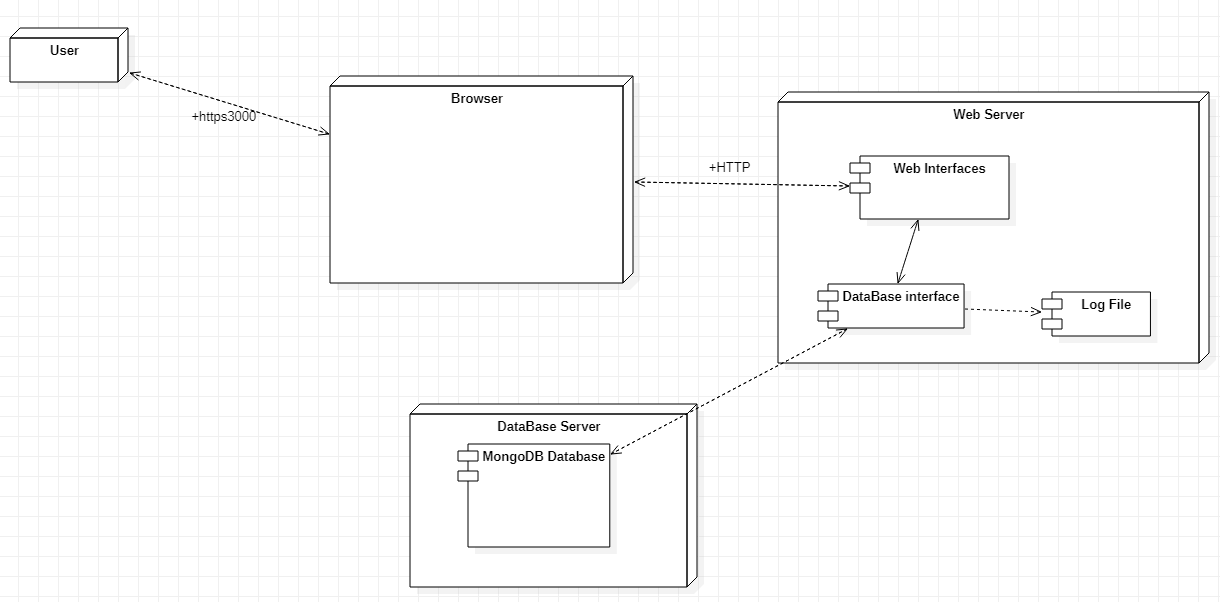 User
Browser
+https3000
Web Server
+HTTP
Web Interfaces
DataBase interface
Log File
DataBase Server
MongoDB Database